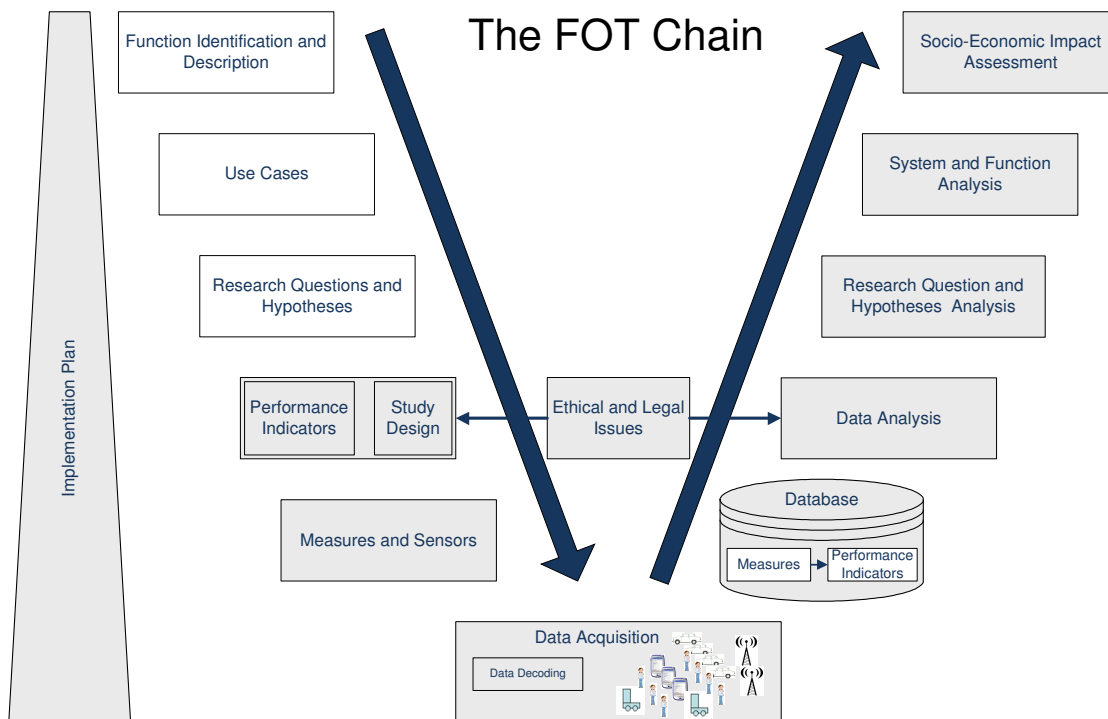 The FOT Chain
Function Identification and
Description
Use Cases
Research Questions and
Hypotheses
Performance
Indicators
Study
Design
Measures and Sensors
Implementation Plan
Ethical and Legal
Issues
Data Acquisition
Data Decoding
Socio-Economic Impact
Assessment
System and Function
Analysis
Research Question and
Hypotheses Analysis
Data Analysis
Database
Measures
Performance
Indicators